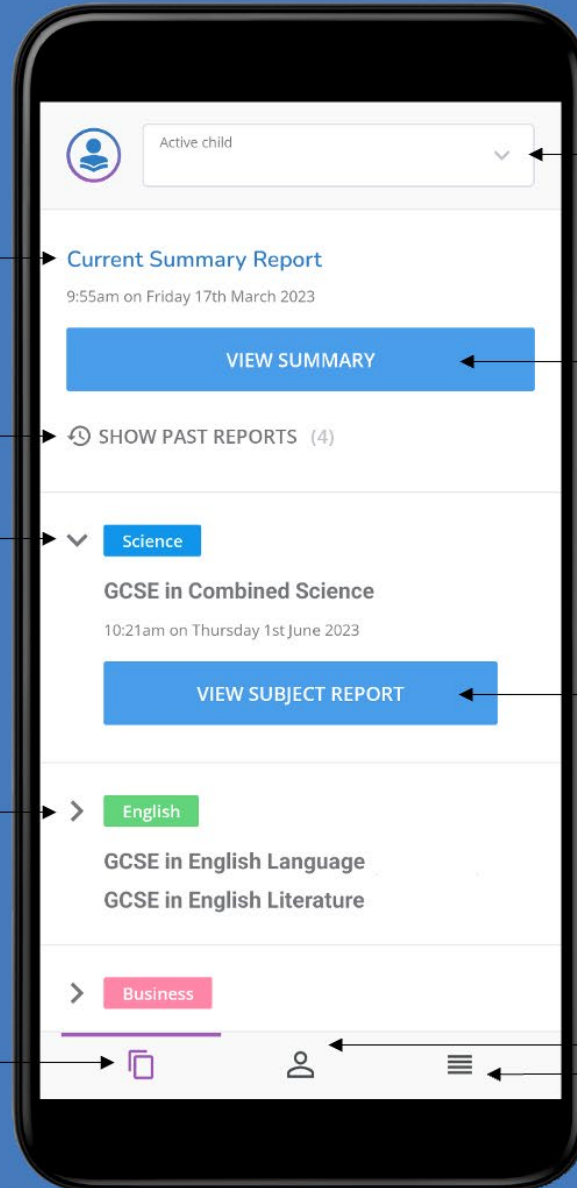 Active child
Current Summary Report
9:55am on Friday 17th March 2023
VIEW SUMMARY
SHOW PAST REPORTS (4)
Science
GCSE in Combined Science
10:21am on Thursday 1st June 2023
VIEW SUBJECT REPORT
English
GCSE in English Language
GCSE in English Literature
Business